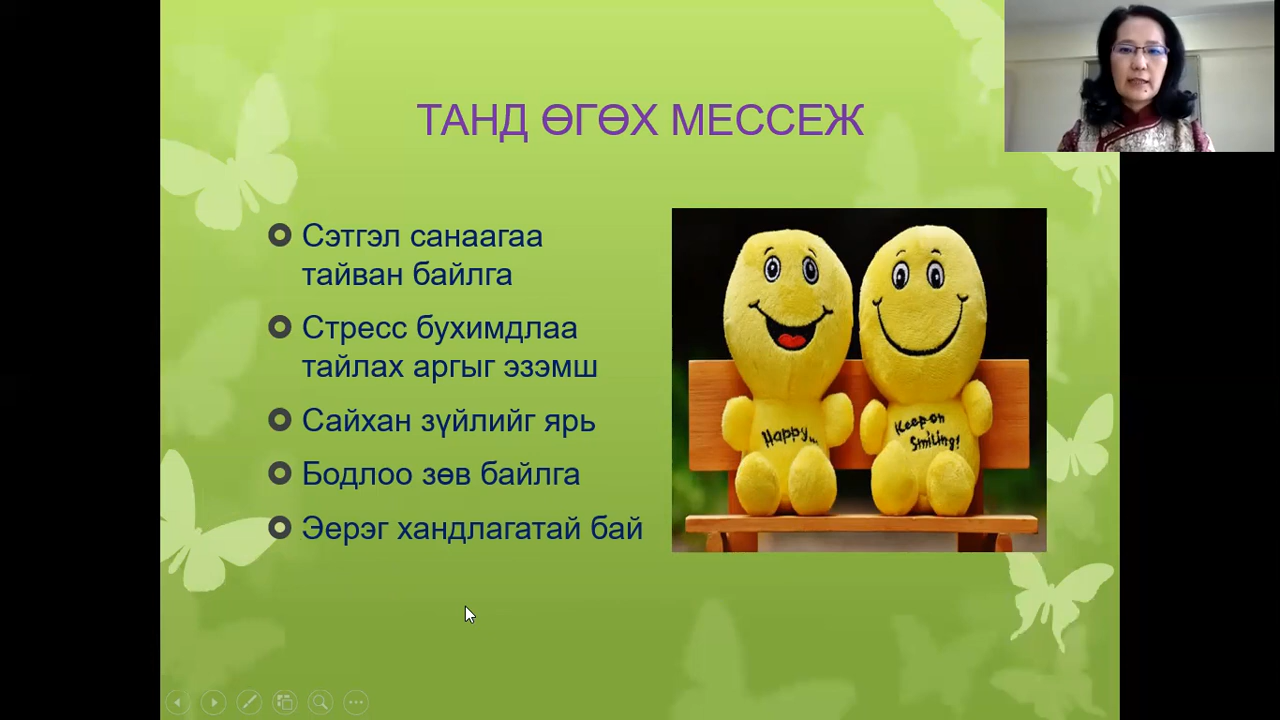 ТАНД ӨГӨХ МЕССЕЖ
Сэтгэл санаагаа
тайван байлга
Стресс бухимдлаа
тайлах аргыг эзэмш
Сайхан зүйлийг ярь
Бодлоо зөв байлга
Эерэг хандлагатай бай
Happy...
Keep on
Smiling!